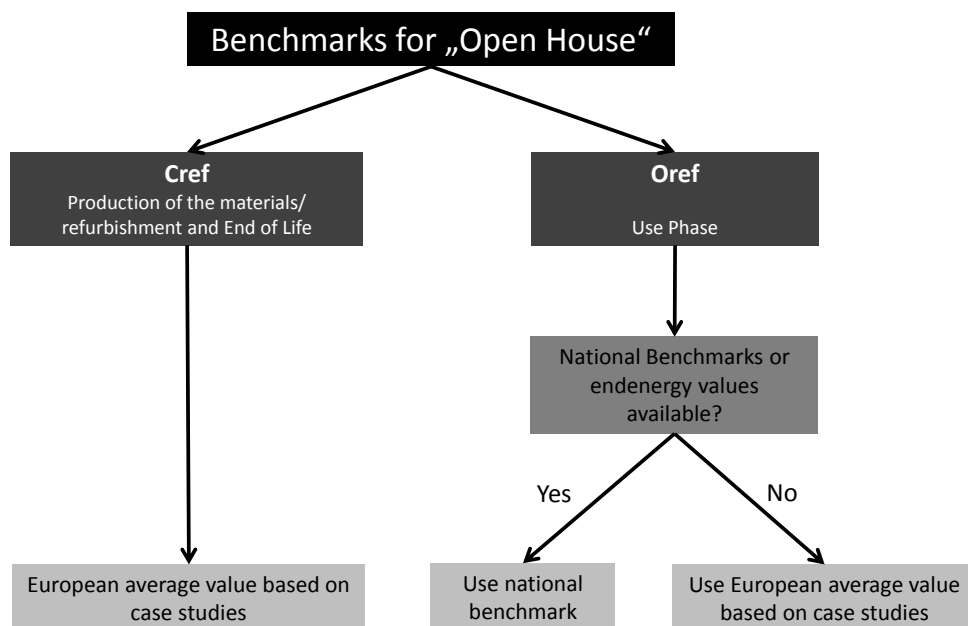 Benchmarks for „Open House“
Cref
Production of the materials/
refurbishment and End of Life
Oref
Use Phase
National Benchmarks or
endenergy values
available?
Yes
No
European average value based on
case studies
Use national
benchmark
Use European average value
based on case studies